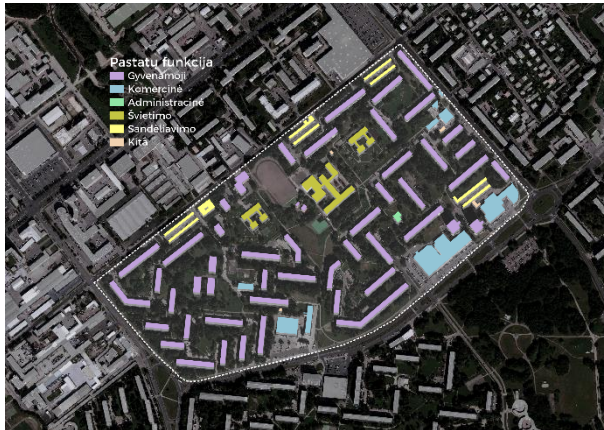 Pastatų funkcija
Gyvenamoji
Komercinė
Administracinė
Švietimo
Sandėliavimo
Kita